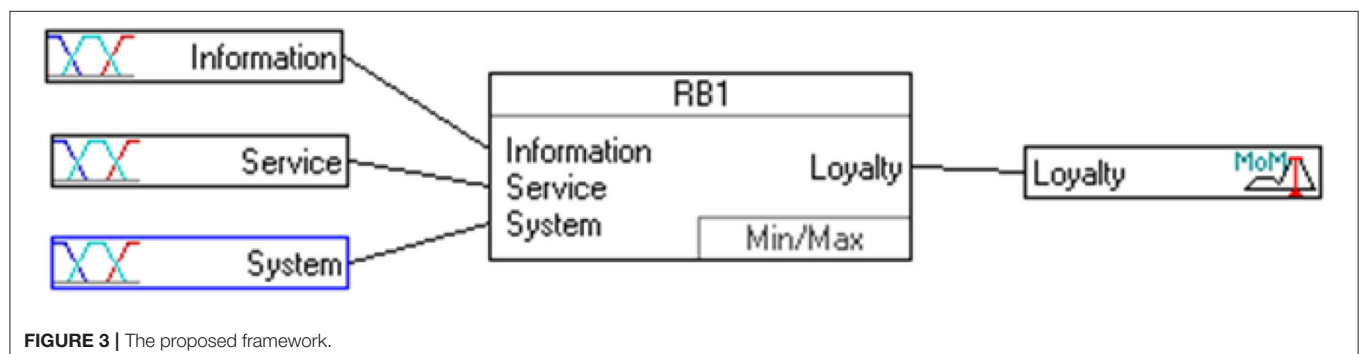 Information
Service
System
RB1
Information
Service
System
Loyalty
Min/Max
Loyalty
MoM
FIGURE 3 | The proposed framework.